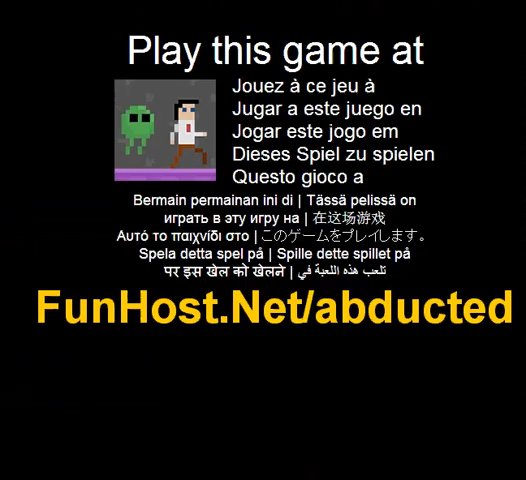 Play this game at
Jouez à ce jeu à
Jugar a este juego en
Jogar este jogo em
Dieses Spiel zu spielen
Questo gioco a
Bermain permainan ini di | Tässä pelissä on
играть в эту игру на | 在这场游戏
Αυτό το παιχνίδι στο | このゲームをプレイします。
Spela detta spel på | Spille dette spillet på
पर इस खेल को खेलने | تلعب هذه اللعبة في
FunHost.Net/abducted